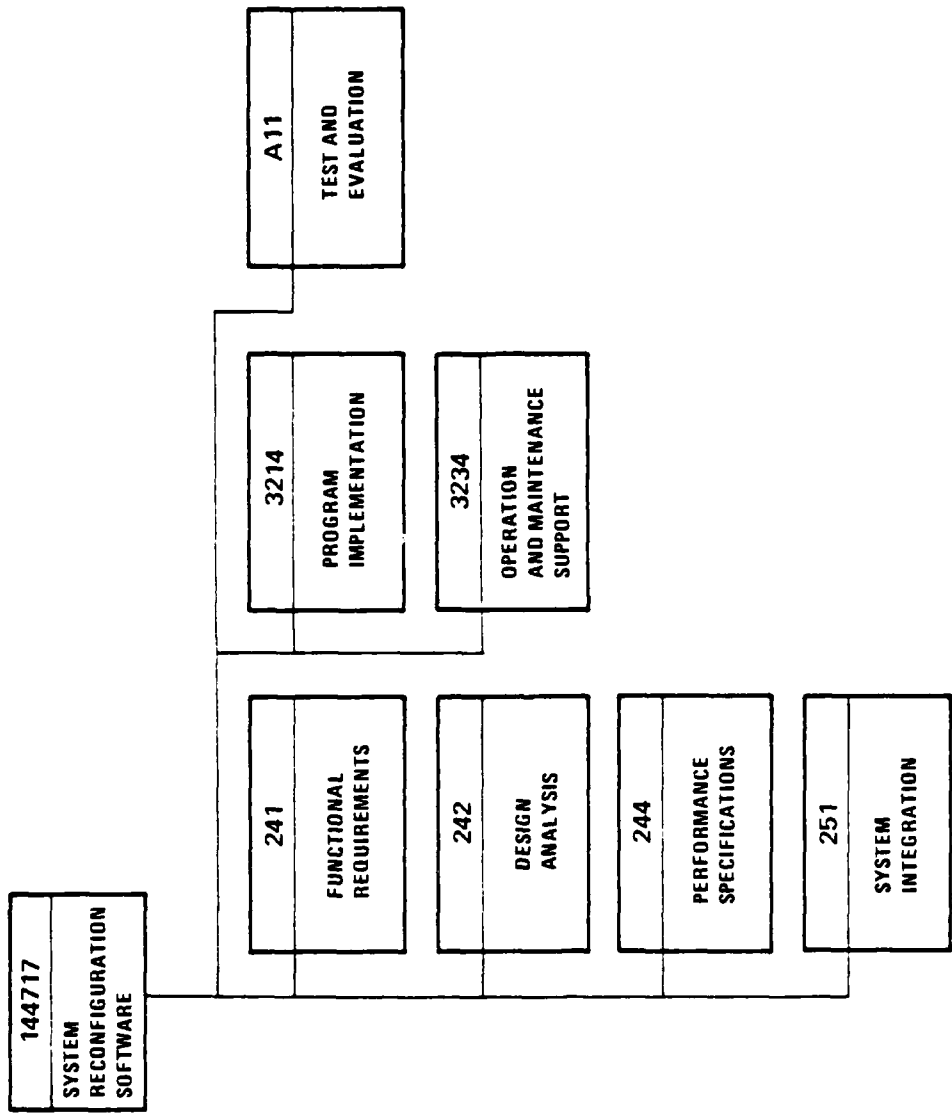 144717
SYSTEM
RECONFIGURATION
SOFTWARE
241
FUNCTIONAL
REQUIREMENTS
242
DESIGN
ANALYSIS
244
PERFORMANCE
SPECIFICATIONS
251
SYSTEM
INTEGRATION
3214
PROGRAM
IMPLEMENTATION
3234
OPERATION
AND MAINTENANCE
SUPPORT
A11
TEST AND
EVALUATION